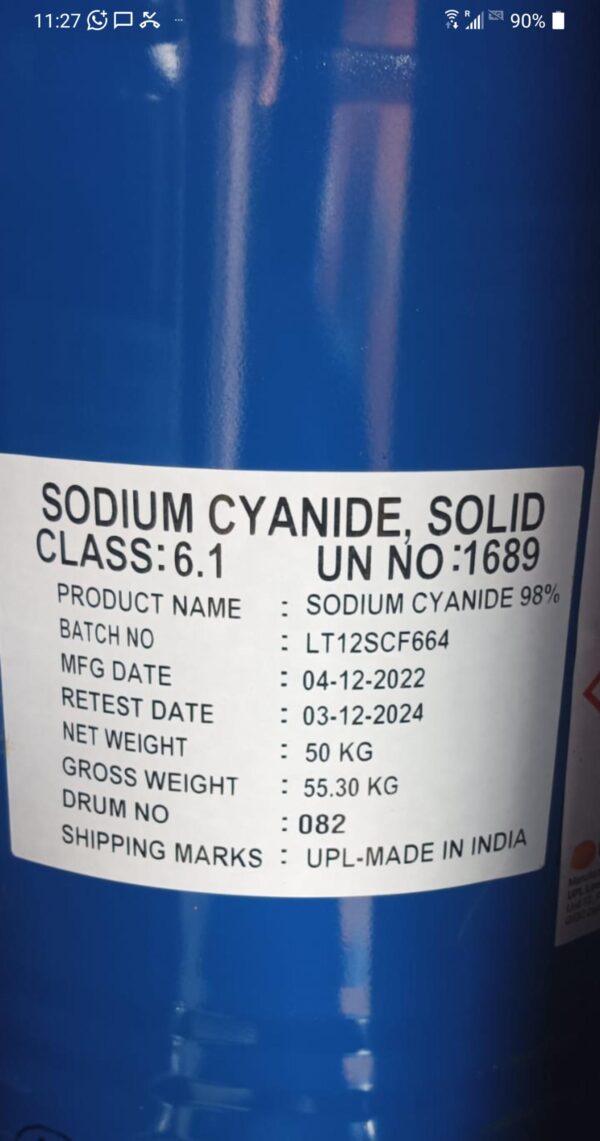 11:27
R
90%
SODIUM CYANIDE, SOLID
CLASS: 6.1 UN NO :1689
PRODUCT NAME : SODIUM CYANIDE 98%
BATCH NO : LT12SCF664
MFG DATE : 04-12-2022
RETEST DATE : 03-12-2024
NET WEIGHT : 50 KG
GROSS WEIGHT : 55.30 KG
DRUM NO : 082
SHIPPING MARKS : UPL-MADE IN INDIA